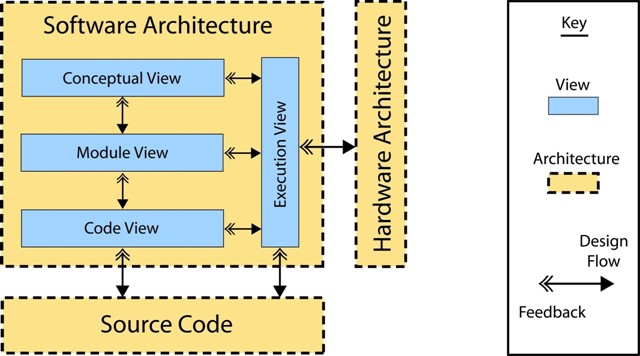 Software Architecture
Conceptual View
Module View
Code View
Execution View
Hardware Architecture
Source Code
Key
View
Architecture
Design
Flow
Feedback